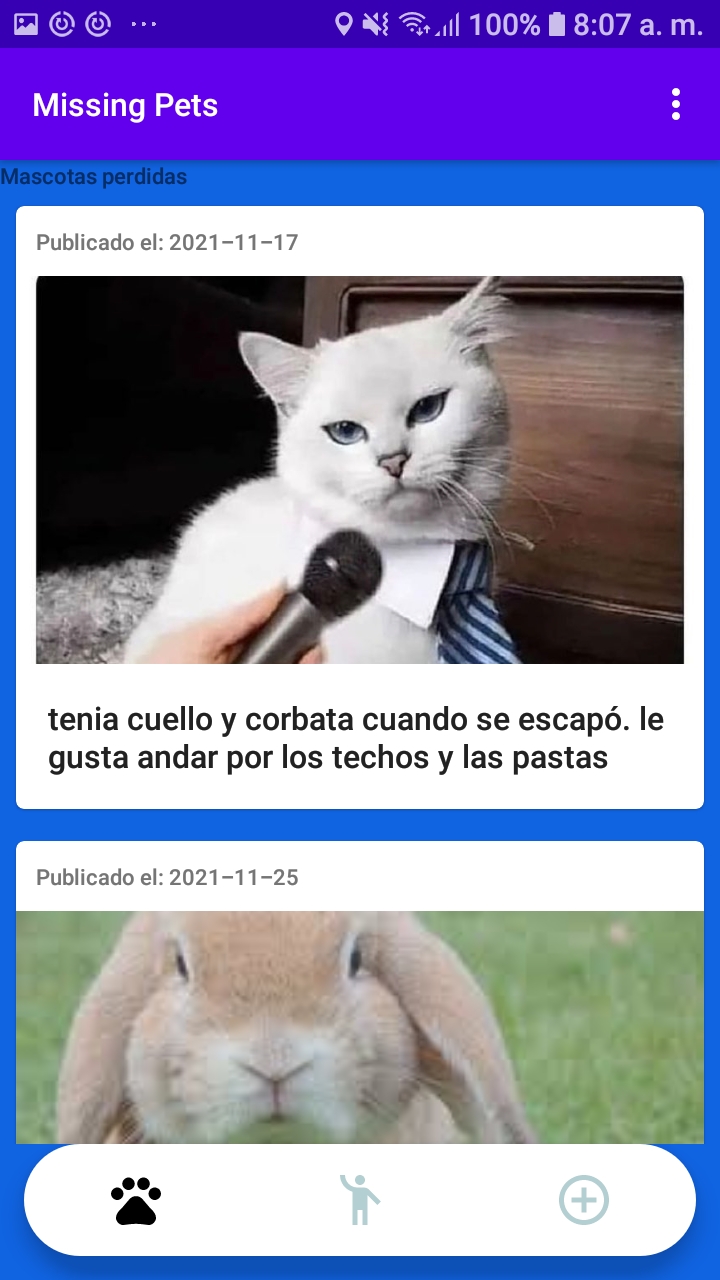 100% 8:07 a. m.
Missing Pets
Mascotas perdidas
Publicado el: 2021-11-17
tenia cuello y corbata cuando se escapó. le
gusta andar por los techos y las pastas
Publicado el: 2021-11-25